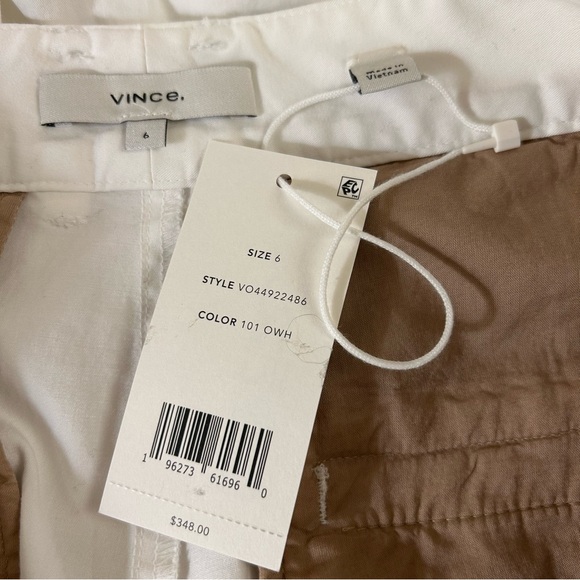 VINCE.
6
Made in
Vietnam
SIZE 6
STYLE VO44922486
COLOR 101 OWH
1 96273 61696 0
$348.00